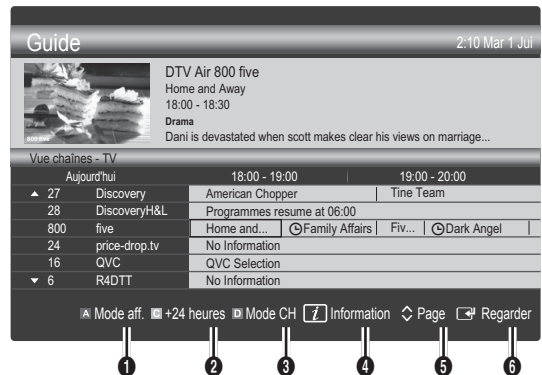 Guide
2:10 Mar 1 Jui
DTV Air 800 five
Home and Away
18:00 - 18:30
Drama
Dani is devastated when scott makes clear his views on marriage...
800 five
Vue chaînes - TV
Aujourd'hui 18:00 - 19:00 19:00 - 20:00
▲ 27 Discovery American Chopper Tine Team
28 DiscoveryH&L Programmes resume at 06:00
800 five Home and... Family Affairs Fiv... Dark Angel
24 price-drop.tv No Information
16 QVC QVC Selection
▼ 6 R4DTT No Information
A Mode aff. C +24 heures D Mode CH i Information Page Regarder
1 2 3 4 5 6